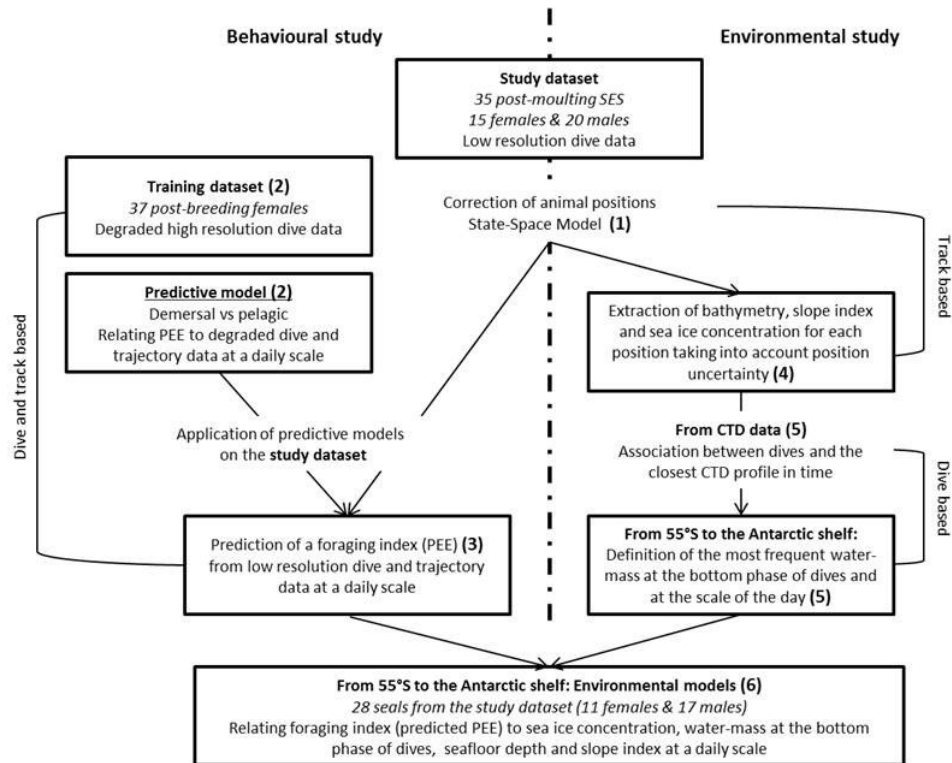 Behavioural study
Environmental study
Study dataset
35 post-moulting SES
15 females & 20 males
Low resolution dive data
Training dataset (2)
37 post-breeding females
Degraded high resolution dive data
Correction of animal positions
State-Space Model (1)
Predictive model (2)
Demersal vs pelagic
Relating PEE to degraded dive and
trajectory data at a daily scale
Extraction of bathymetry, slope index
and sea ice concentration for each
position taking into account position
uncertainty (4)
Track based
Dive and track based
Application of predictive models
on the study dataset
From CTD data (5)
Association between dives and the
closest CTD profile in time
Dive based
Prediction of a foraging index (PEE) (3)
from low resolution dive and trajectory
data at a daily scale
From 55°S to the Antarctic shelf:
Definition of the most frequent water-
mass at the bottom phase of dives and
at the scale of the day (5)
From 55°S to the Antarctic shelf: Environmental models (6)
28 seals from the study dataset (11 females & 17 males)
Relating foraging index (predicted PEE) to sea ice concentration, water-mass at the bottom
phase of dives, seafloor depth and slope index at a daily scale